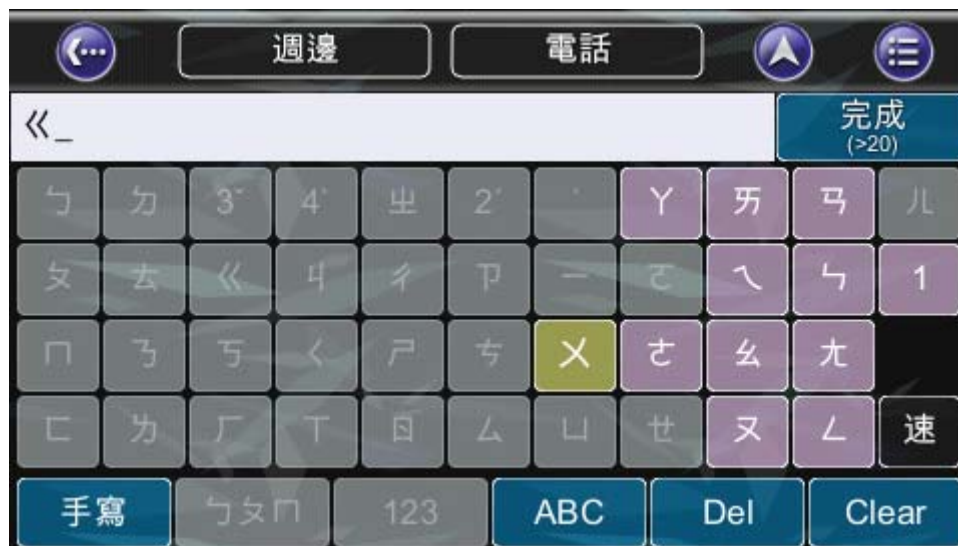 週邊 電話
ㄍ_ 完成
(>20)
ㄅ ㄉ 3ˇ 4ˋ ㄓ 2ˊ ˙ ㄚ ㄞ ㄢ ㄦ
ㄆ ㄊ ㄍ ㄐ ㄔ ㄗ ㄧ ㄛ ㄟ ㄣ 1
ㄇ ㄋ ㄎ ㄑ ㄕ ㄘ ㄨ ㄜ ㄠ ㄤ
ㄈ ㄌ ㄏ ㄒ ㄖ ㄙ ㄩ ㄝ ㄡ ㄥ 速
手寫 ㄅㄆㄇ 123 ABC Del Clear